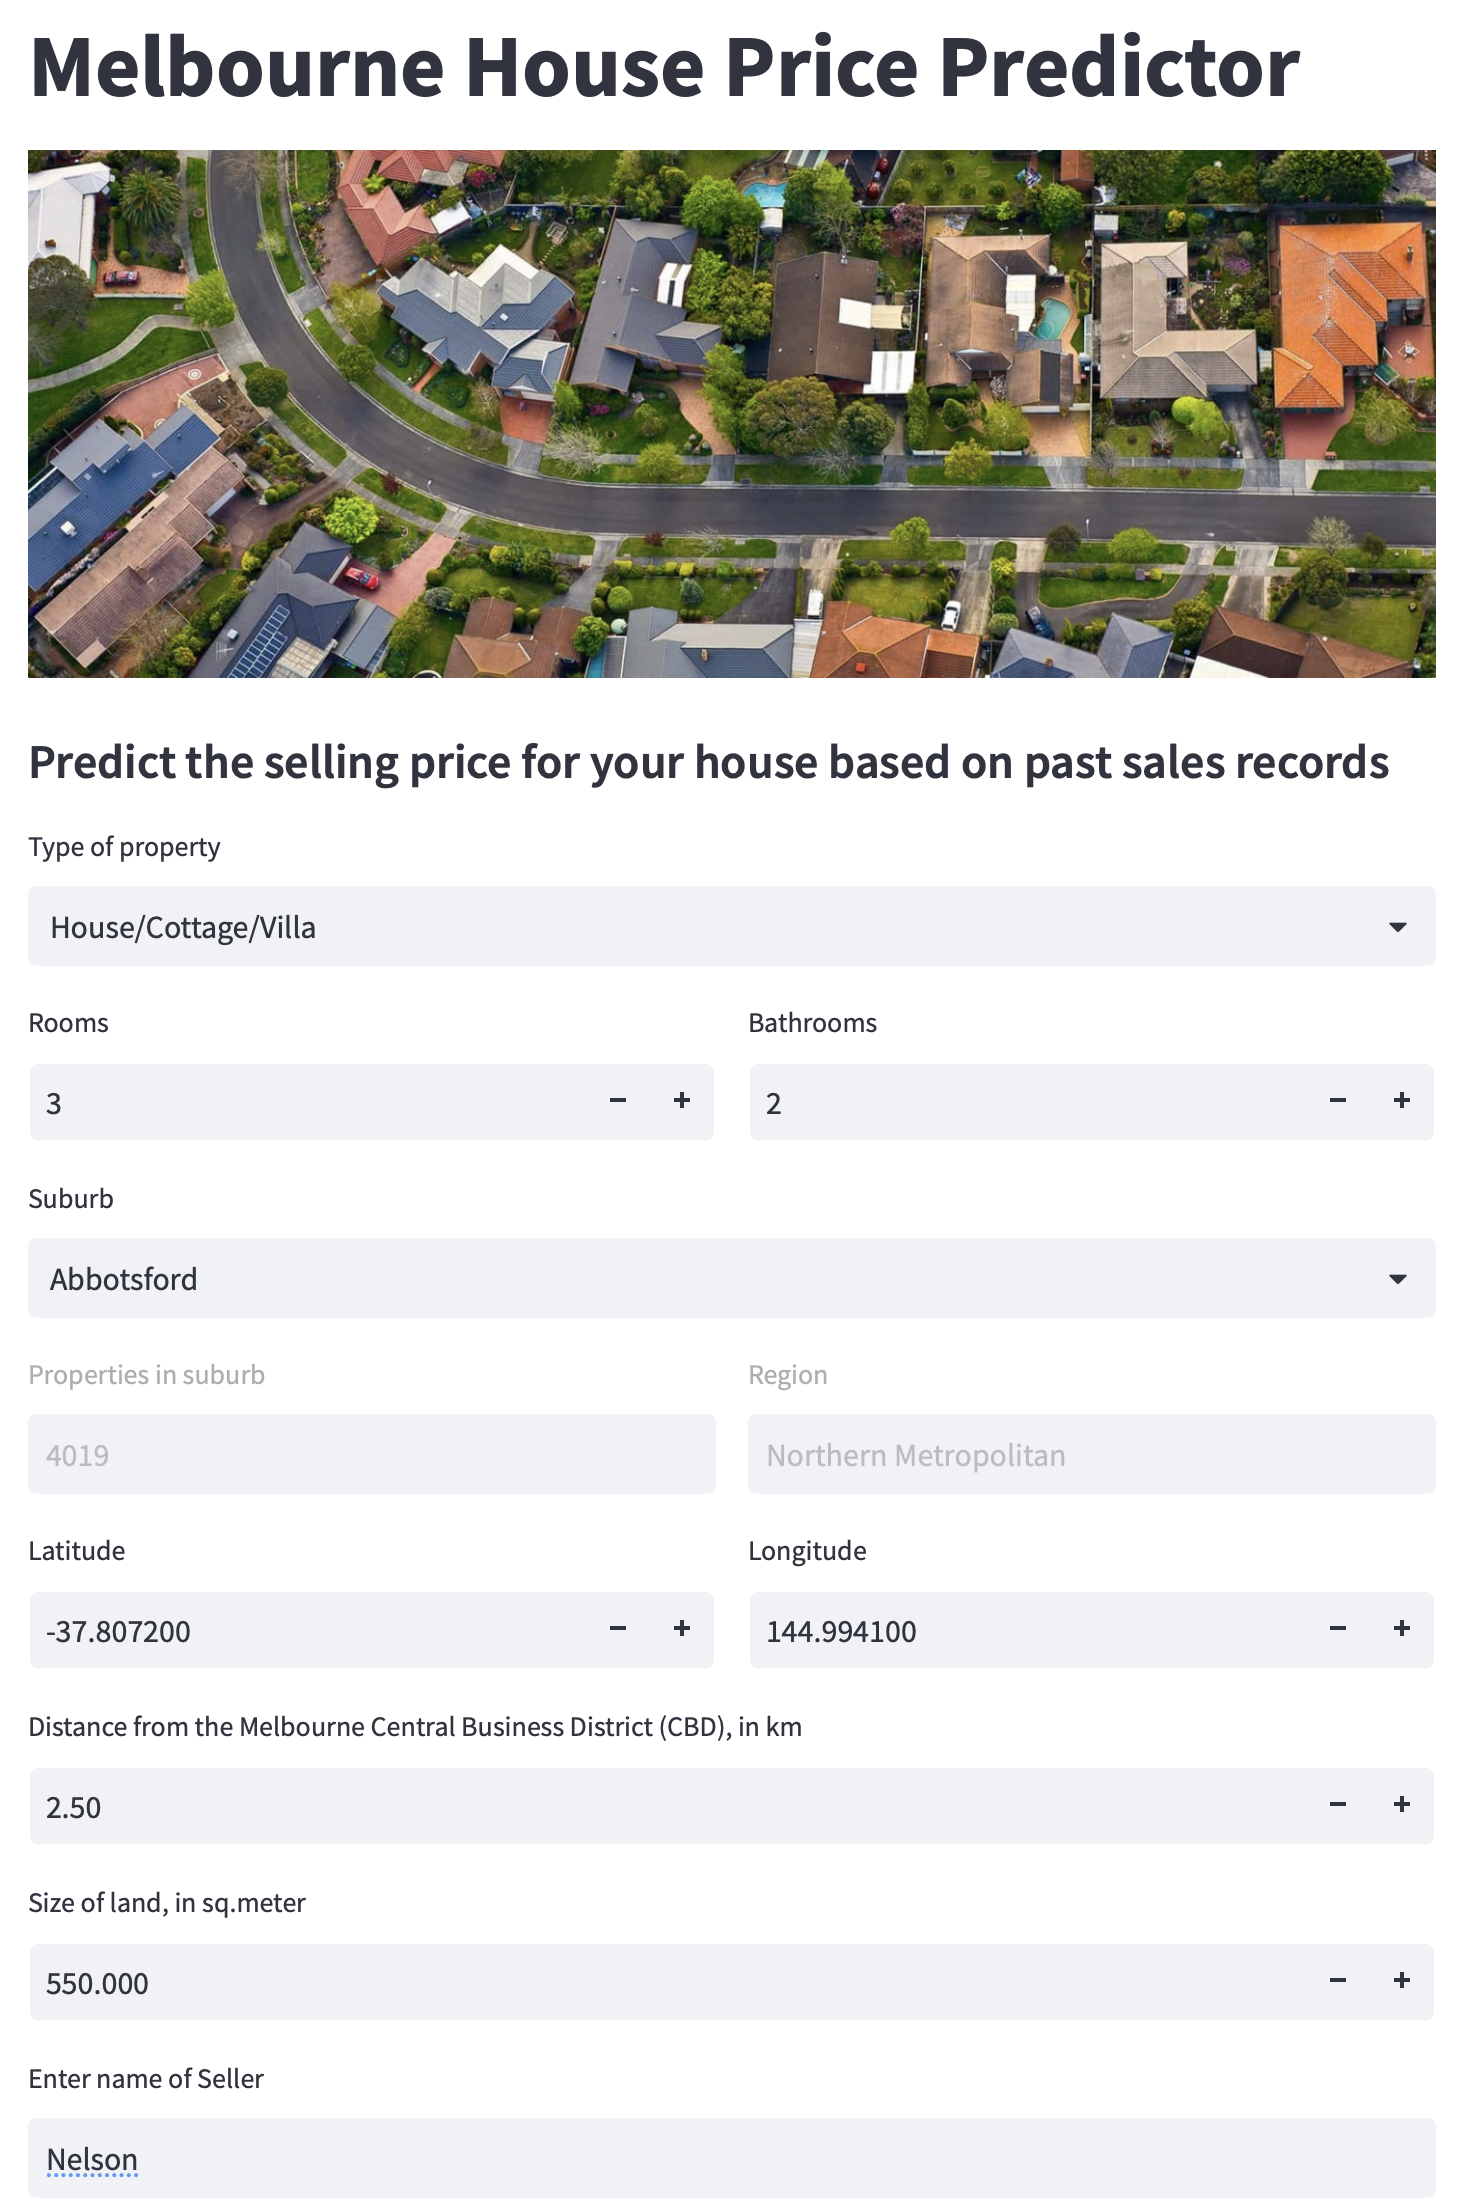 Melbourne House Price Predictor
Predict the selling price for your house based on past sales records
Type of property
House/Cottage/Villa
Rooms
Bathrooms
3
2
Suburb
Abbotsford
Properties in suburb
Region
4019
Northern Metropolitan
Latitude
Longitude
-37.807200
144.994100
Distance from the Melbourne Central Business District (CBD), in km
2.50
Size of land, in sq.meter
550.000
Enter name of Seller
Nelson